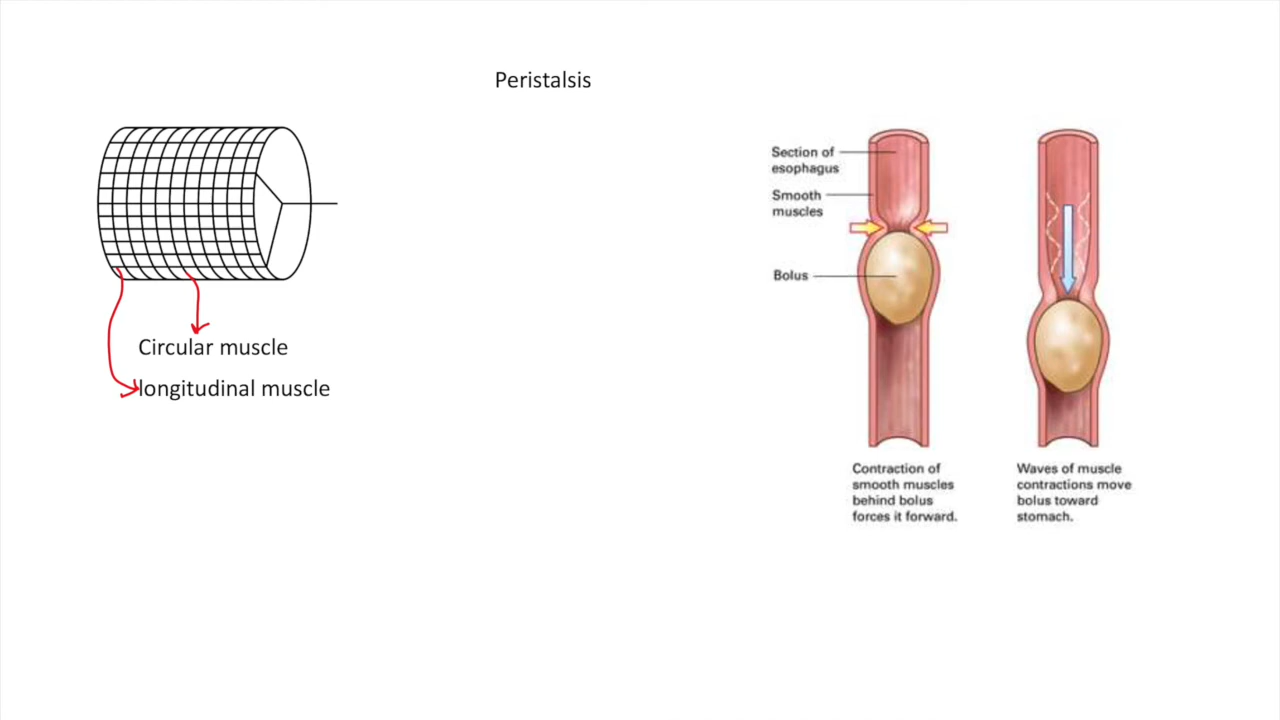 Peristalsis
Circular muscle
longitudinal muscle
Section of
esophagus
Smooth
muscles
Bolus
Contraction of
smooth muscles
behind bolus
forces it forward.
Waves of muscle
contractions move
bolus toward
stomach.